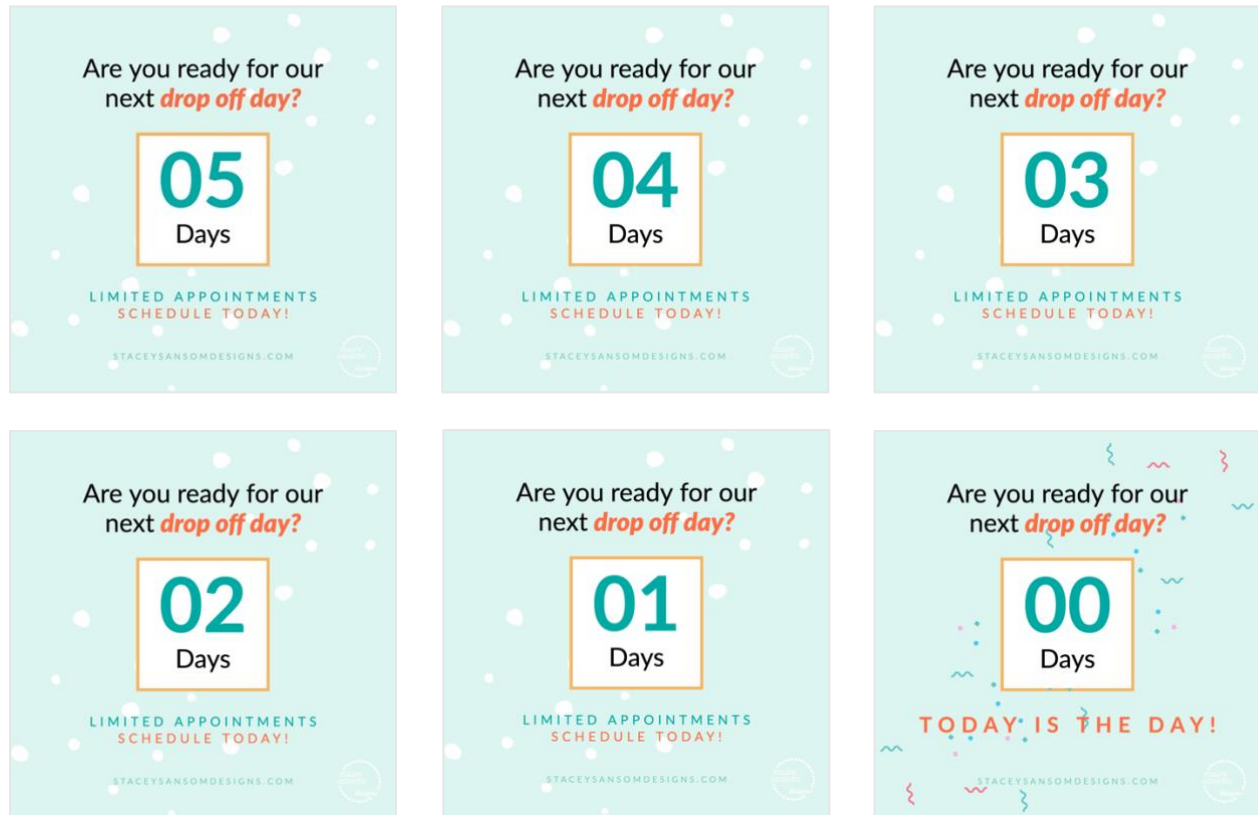 Are you ready for our
next drop off day?
05
Days
LIMITED APPOINTMENTS
SCHEDULE TODAY!
STACEYSANSOMDESIGNS.COM
Are you ready for our
next drop off day?
04
Days
LIMITED APPOINTMENTS
SCHEDULE TODAY!
STACEYSANSOMDESIGNS.COM
Are you ready for our
next drop off day?
03
Days
LIMITED APPOINTMENTS
SCHEDULE TODAY!
STACEYSANSOMDESIGNS.COM
Are you ready for our
next drop off day?
02
Days
LIMITED APPOINTMENTS
SCHEDULE TODAY!
STACEYSANSOMDESIGNS.COM
Are you ready for our
next drop off day?
01
Days
LIMITED APPOINTMENTS
SCHEDULE TODAY!
STACEYSANSOMDESIGNS.COM
Are you ready for our
next drop off day?
00
Days
TODAY IS THE DAY!
STACEYSANSOMDESIGNS.COM